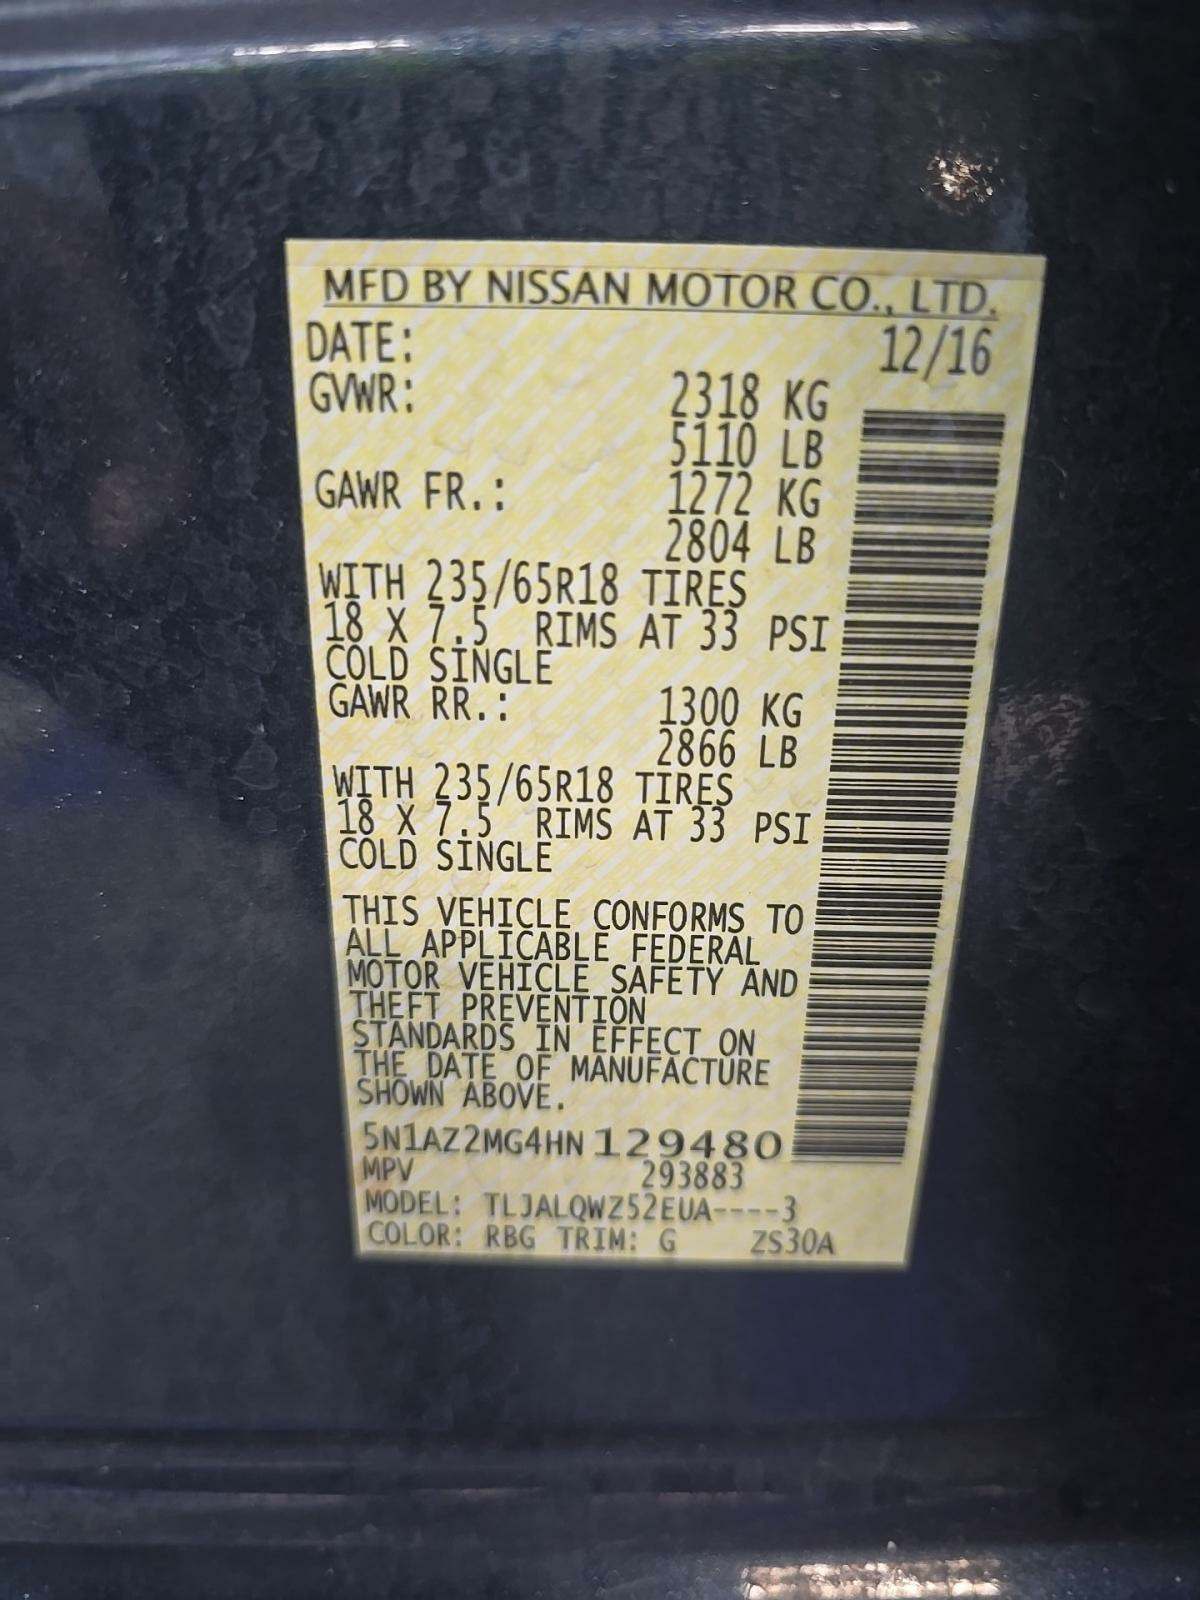 MFD BY NISSAN MOTOR CO., LTD.
DATE: 12/16
GVWR: 2318 KG
5110 LB
GAWR FR.: 1272 KG
2804 LB
WITH 235/65R18 TIRES
18 X 7.5 RIMS AT 33 PSI
COLD SINGLE
GAWR RR.: 1300 KG
2866 LB
WITH 235/65R18 TIRES
18 X 7.5 RIMS AT 33 PSI
COLD SINGLE
THIS VEHICLE CONFORMS TO
ALL APPLICABLE FEDERAL
MOTOR VEHICLE SAFETY AND
THEFT PREVENTION
STANDARDS IN EFFECT ON
THE DATE OF MANUFACTURE
SHOWN ABOVE.
5N1AZ2MG4HN129480
MPV 293883
MODEL: TLJALQWZ52EUA----3
COLOR: RBG TRIM: G ZS30A